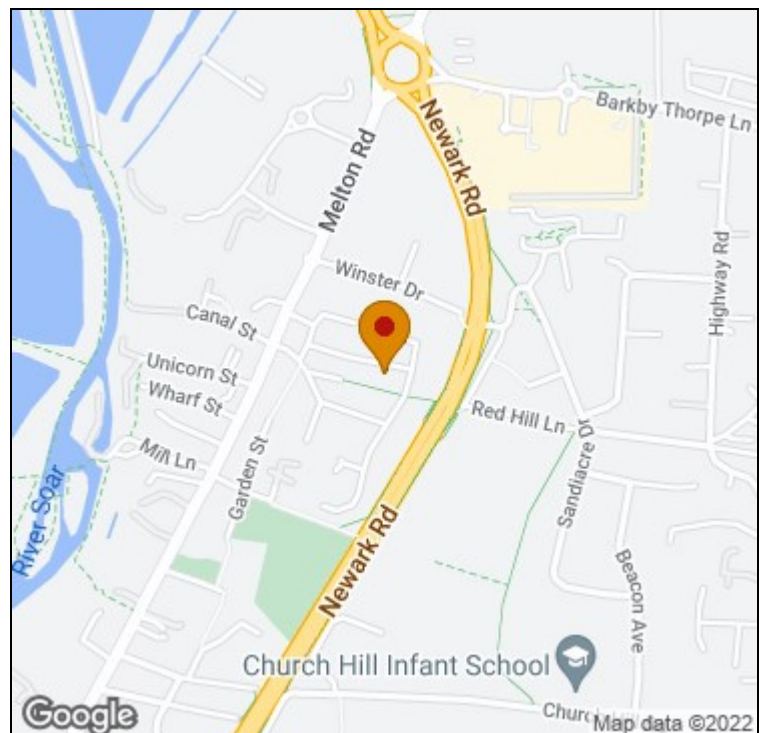 Barkby Thorpe Ln
Newark Rd
Melton Rd
Highway Rd
Winster Dr
Canal St
Unicorn St
Wharf St
Red Hill Ln
Mill Ln
Sandiacre Dr
Garden St
River Soar
Newark Rd
Beacon Ave
Church Hill Infant School
Church Hill
Google
Map data ©2022